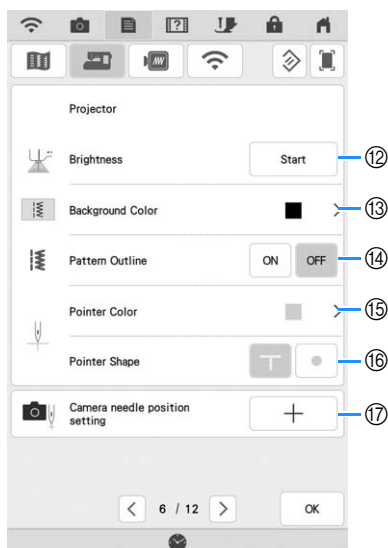 Projector
Brightness
Start
⑫
Background Color
⑬
Pattern Outline
ON
OFF
⑭
Pointer Color
⑮
Pointer Shape
⑯
Camera needle position
setting
⑰
6 / 12
OK